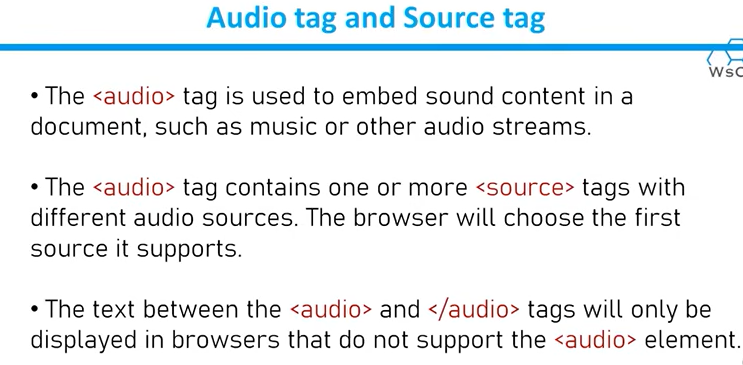 Audio tag and Source tag
• The <audio> tag is used to embed sound content in a
document, such as music or other audio streams.
• The <audio> tag contains one or more <source> tags with
different audio sources. The browser will choose the first
source it supports.
• The text between the <audio> and </audio> tags will only be
displayed in browsers that do not support the <audio> element.